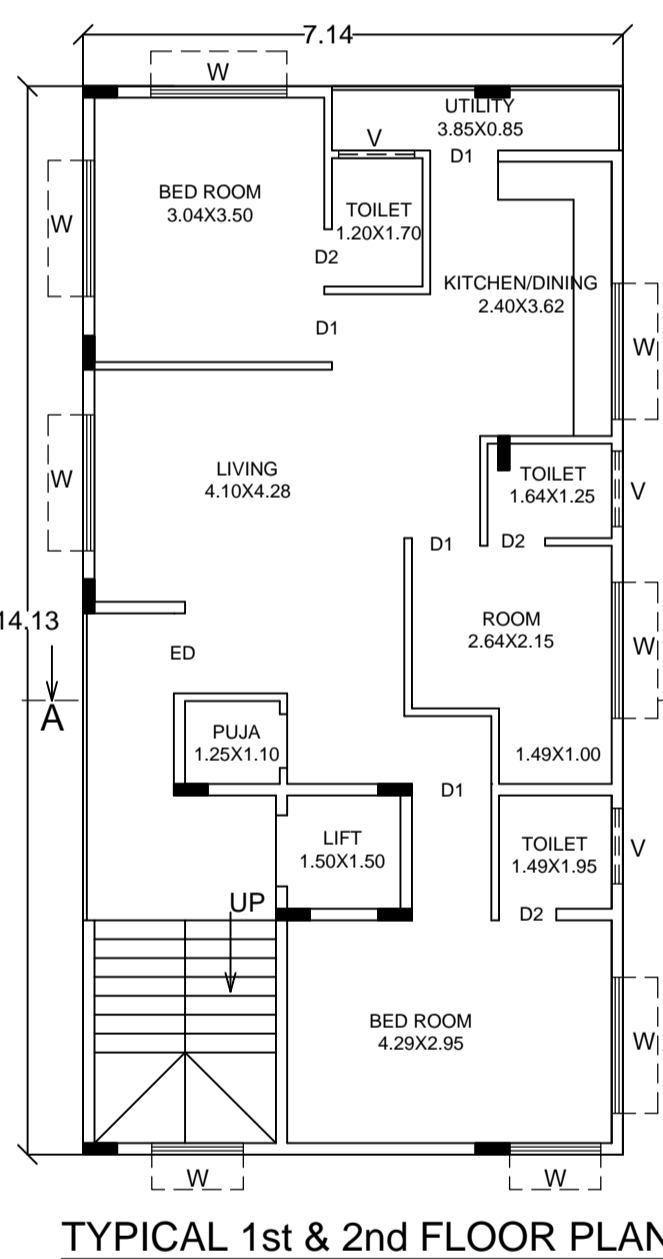 7.14
W
UTILITY
3.85X0.85
V
D1
BED ROOM
3.04X3.50
TOILET
1.20X1.70
W
D2
KITCHEN/DINING
2.40X3.62
D1
W
LIVING
4.10X4.28
W
TOILET
1.64X1.25
V
D1
D2
14.13
ROOM
2.64X2.15
W
ED
A
PUJA
1.25X1.10
1.49X1.00
D1
LIFT
1.50X1.50
TOILET
1.49X1.95
V
UP
D2
BED ROOM
4.29X2.95
W
W
W
TYPICAL 1st & 2nd FLOOR PLAN